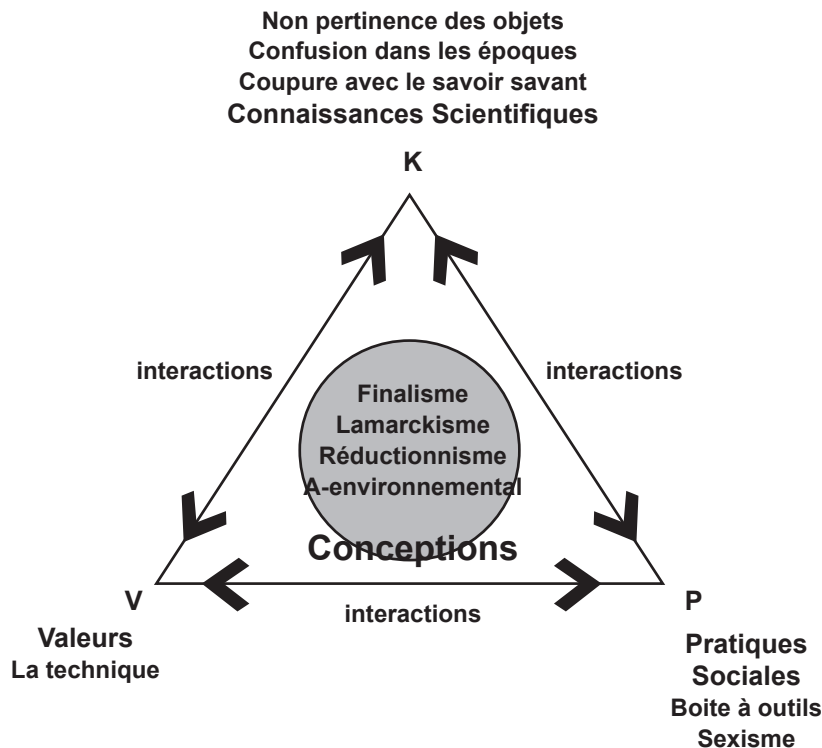 Non pertinence des objets
Confusion dans les époques
Coupure avec le savoir savant
Connaissances Scientifiques
K
interactions
interactions
Finalisme
Lamarckisme
Réductionnisme
A-environnemental
Conceptions
V
interactions
P
Valeurs
La technique
Pratiques
Sociales
Boite à outils
Sexisme